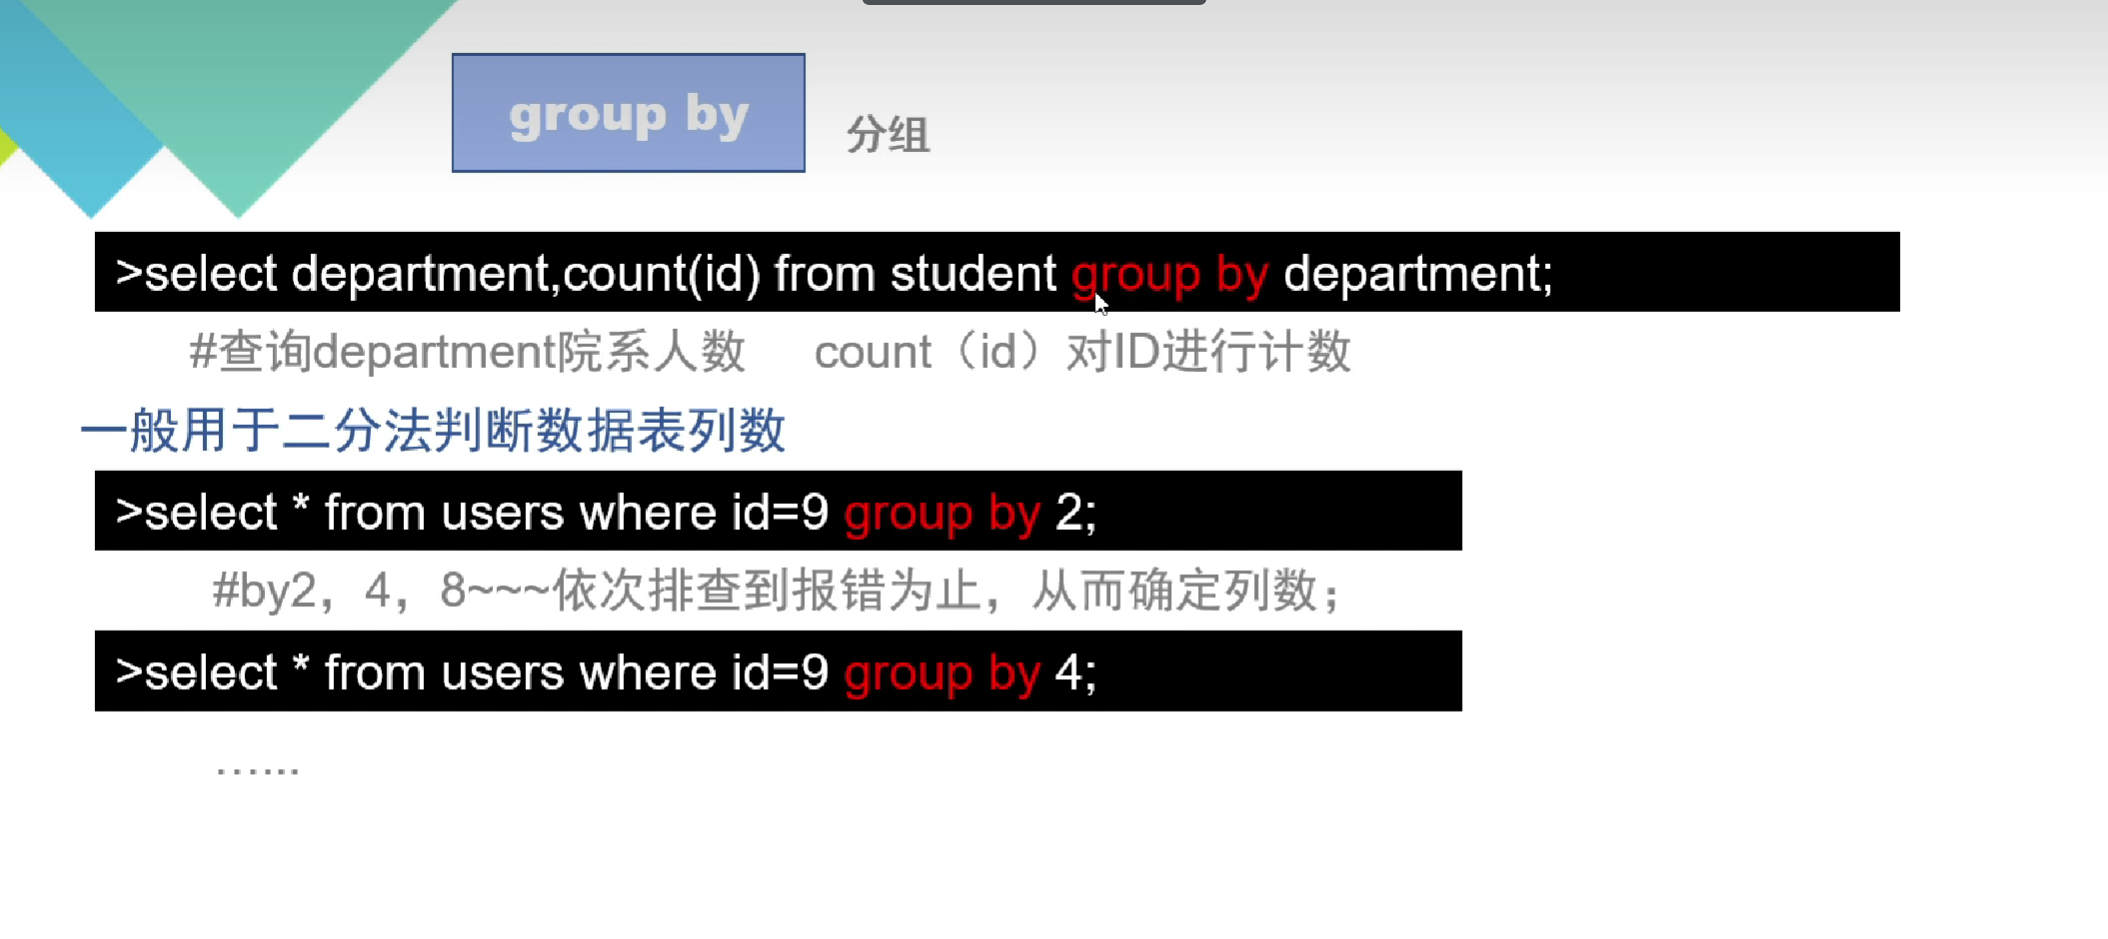 group by 分组
>select department,count(id) from student group by department;
#查询department院系人数 count（id）对ID进行计数
一般用于二分法判断数据表列数
>select * from users where id=9 group by 2;
#by2，4，8~~~依次排查到报错为止，从而确定列数；
>select * from users where id=9 group by 4;
…...